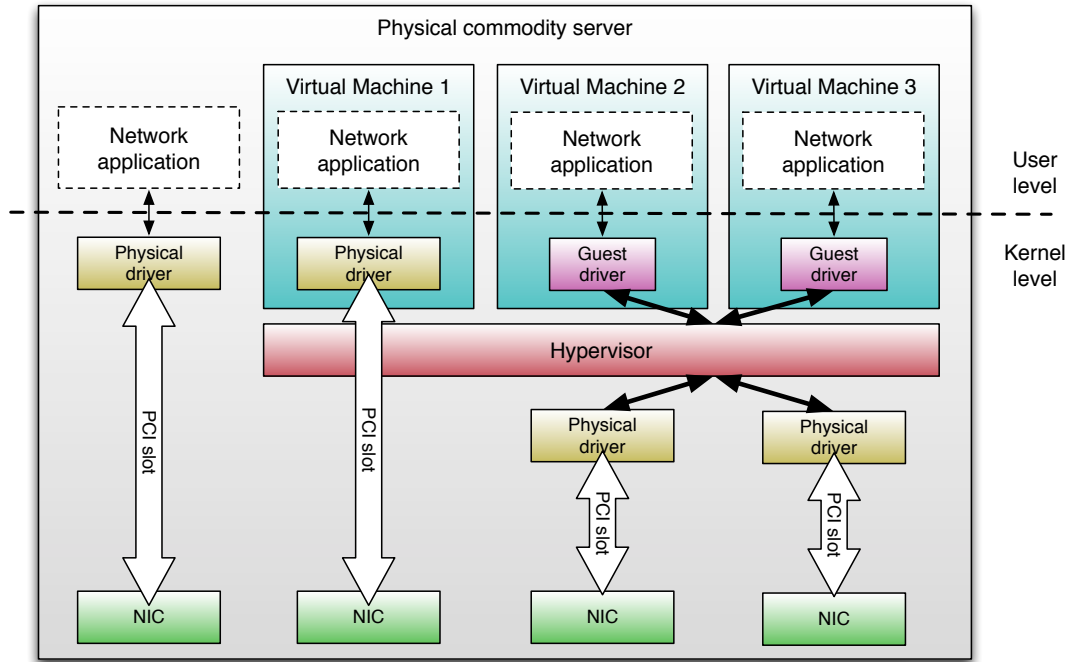 Physical commodity server
Virtual Machine 1
Virtual Machine 2
Virtual Machine 3
Network
application
Network
application
Network
application
Network
application
User
level
Physical
driver
Physical
driver
Guest
driver
Guest
driver
Kernel
level
Hypervisor
Physical
driver
Physical
driver
PCI slot
PCI slot
PCI slot
PCI slot
NIC
NIC
NIC
NIC